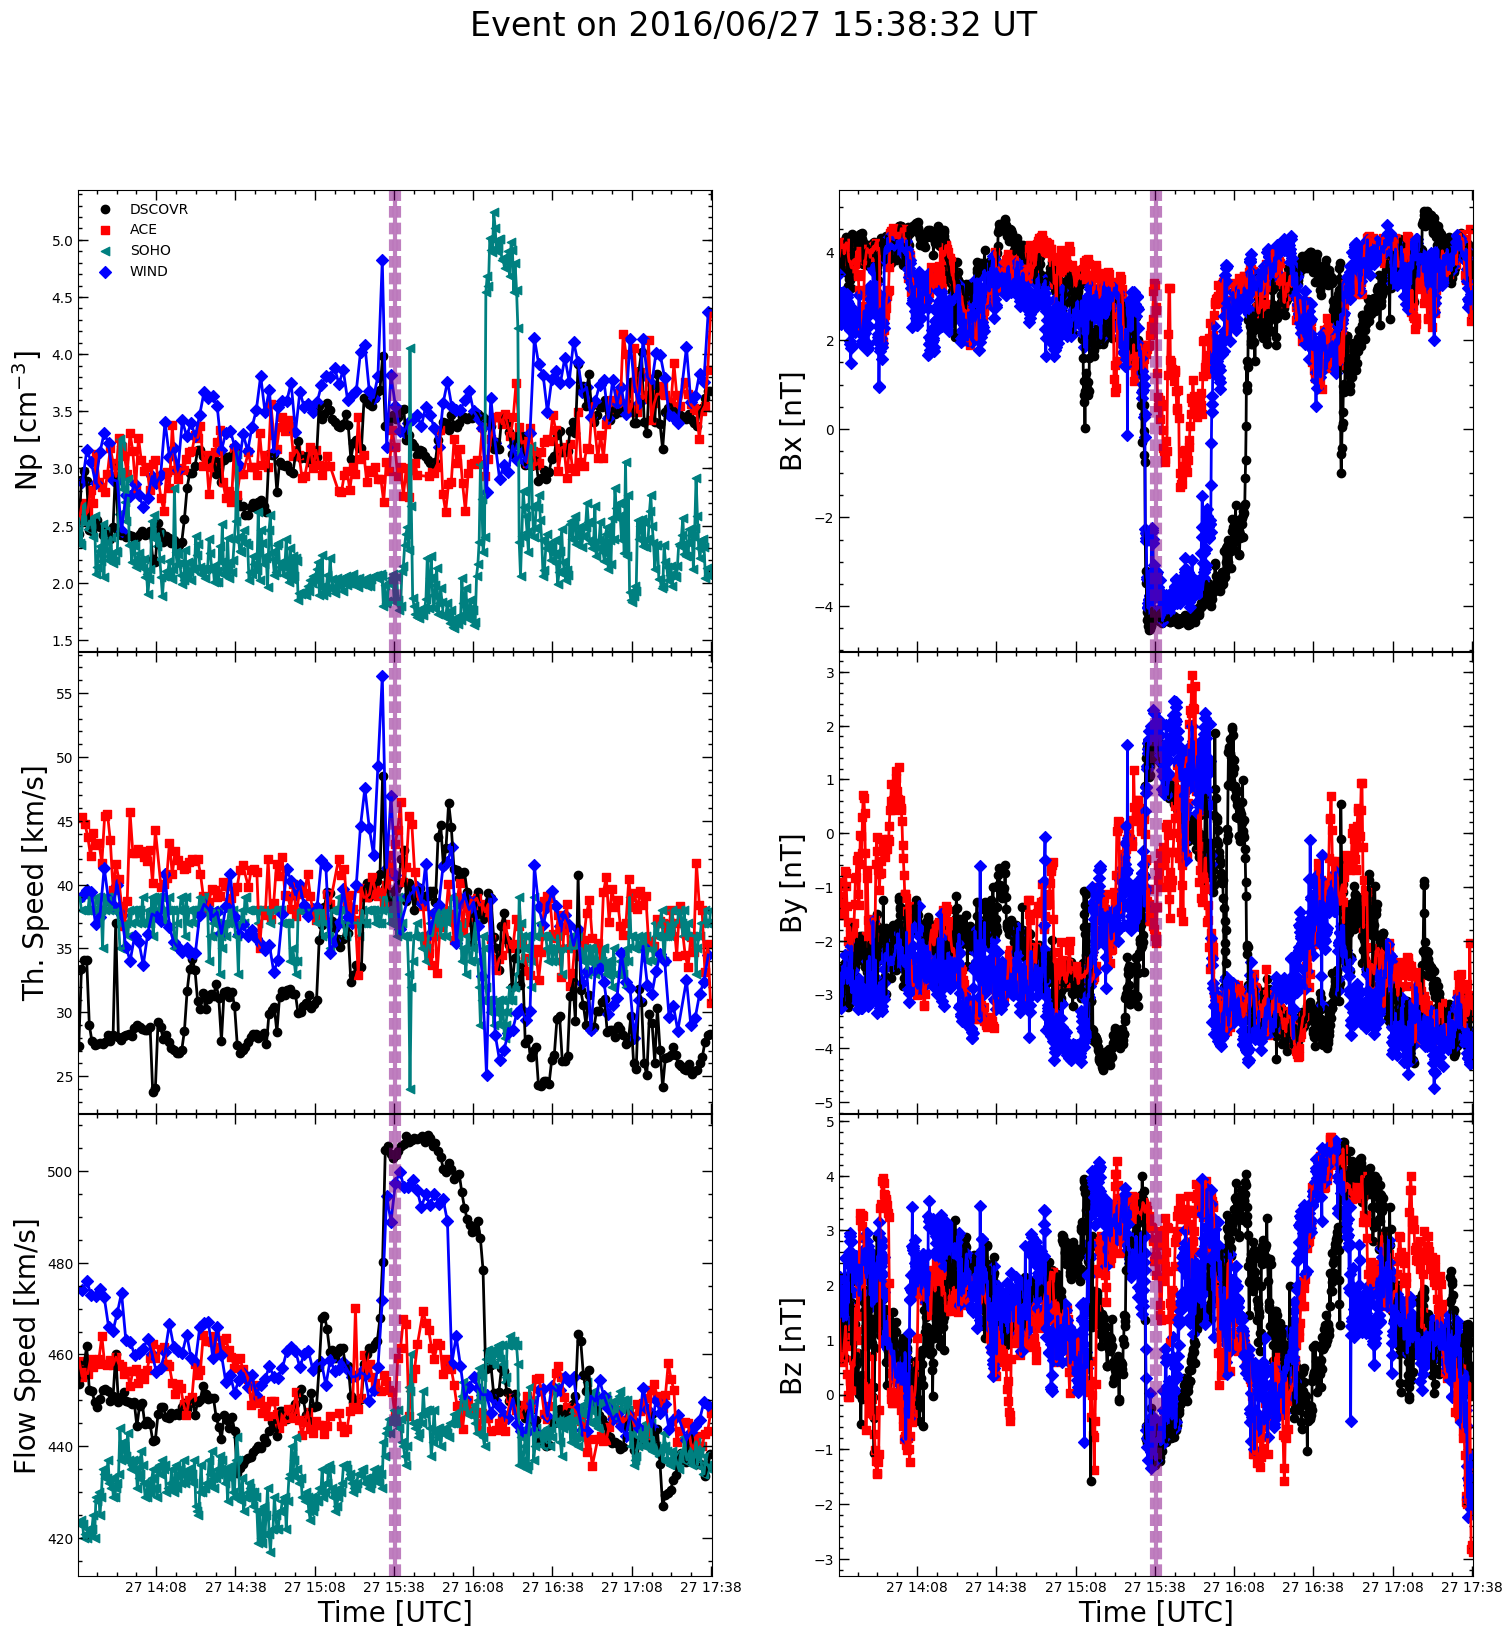 Event on 2016/06/27 15:38:32 UT
DSCOVR
ACE
SOHO
WIND
Np [cm⁻³]
5.0
4.5
4.0
3.5
3.0
2.5
2.0
1.5
Th. Speed [km/s]
55
50
45
40
35
30
25
Flow Speed [km/s]
500
480
460
440
420
27 14:08 27 14:38 27 15:08 27 15:38 27 16:08 27 16:38 27 17:08 27 17:38
Time [UTC]
Bx [nT]
4
2
0
−2
−4
By [nT]
3
2
1
0
−1
−2
−3
−4
−5
Bz [nT]
5
4
3
2
1
0
−1
−2
−3
27 14:08 27 14:38 27 15:08 27 15:38 27 16:08 27 16:38 27 17:08 27 17:38
Time [UTC]